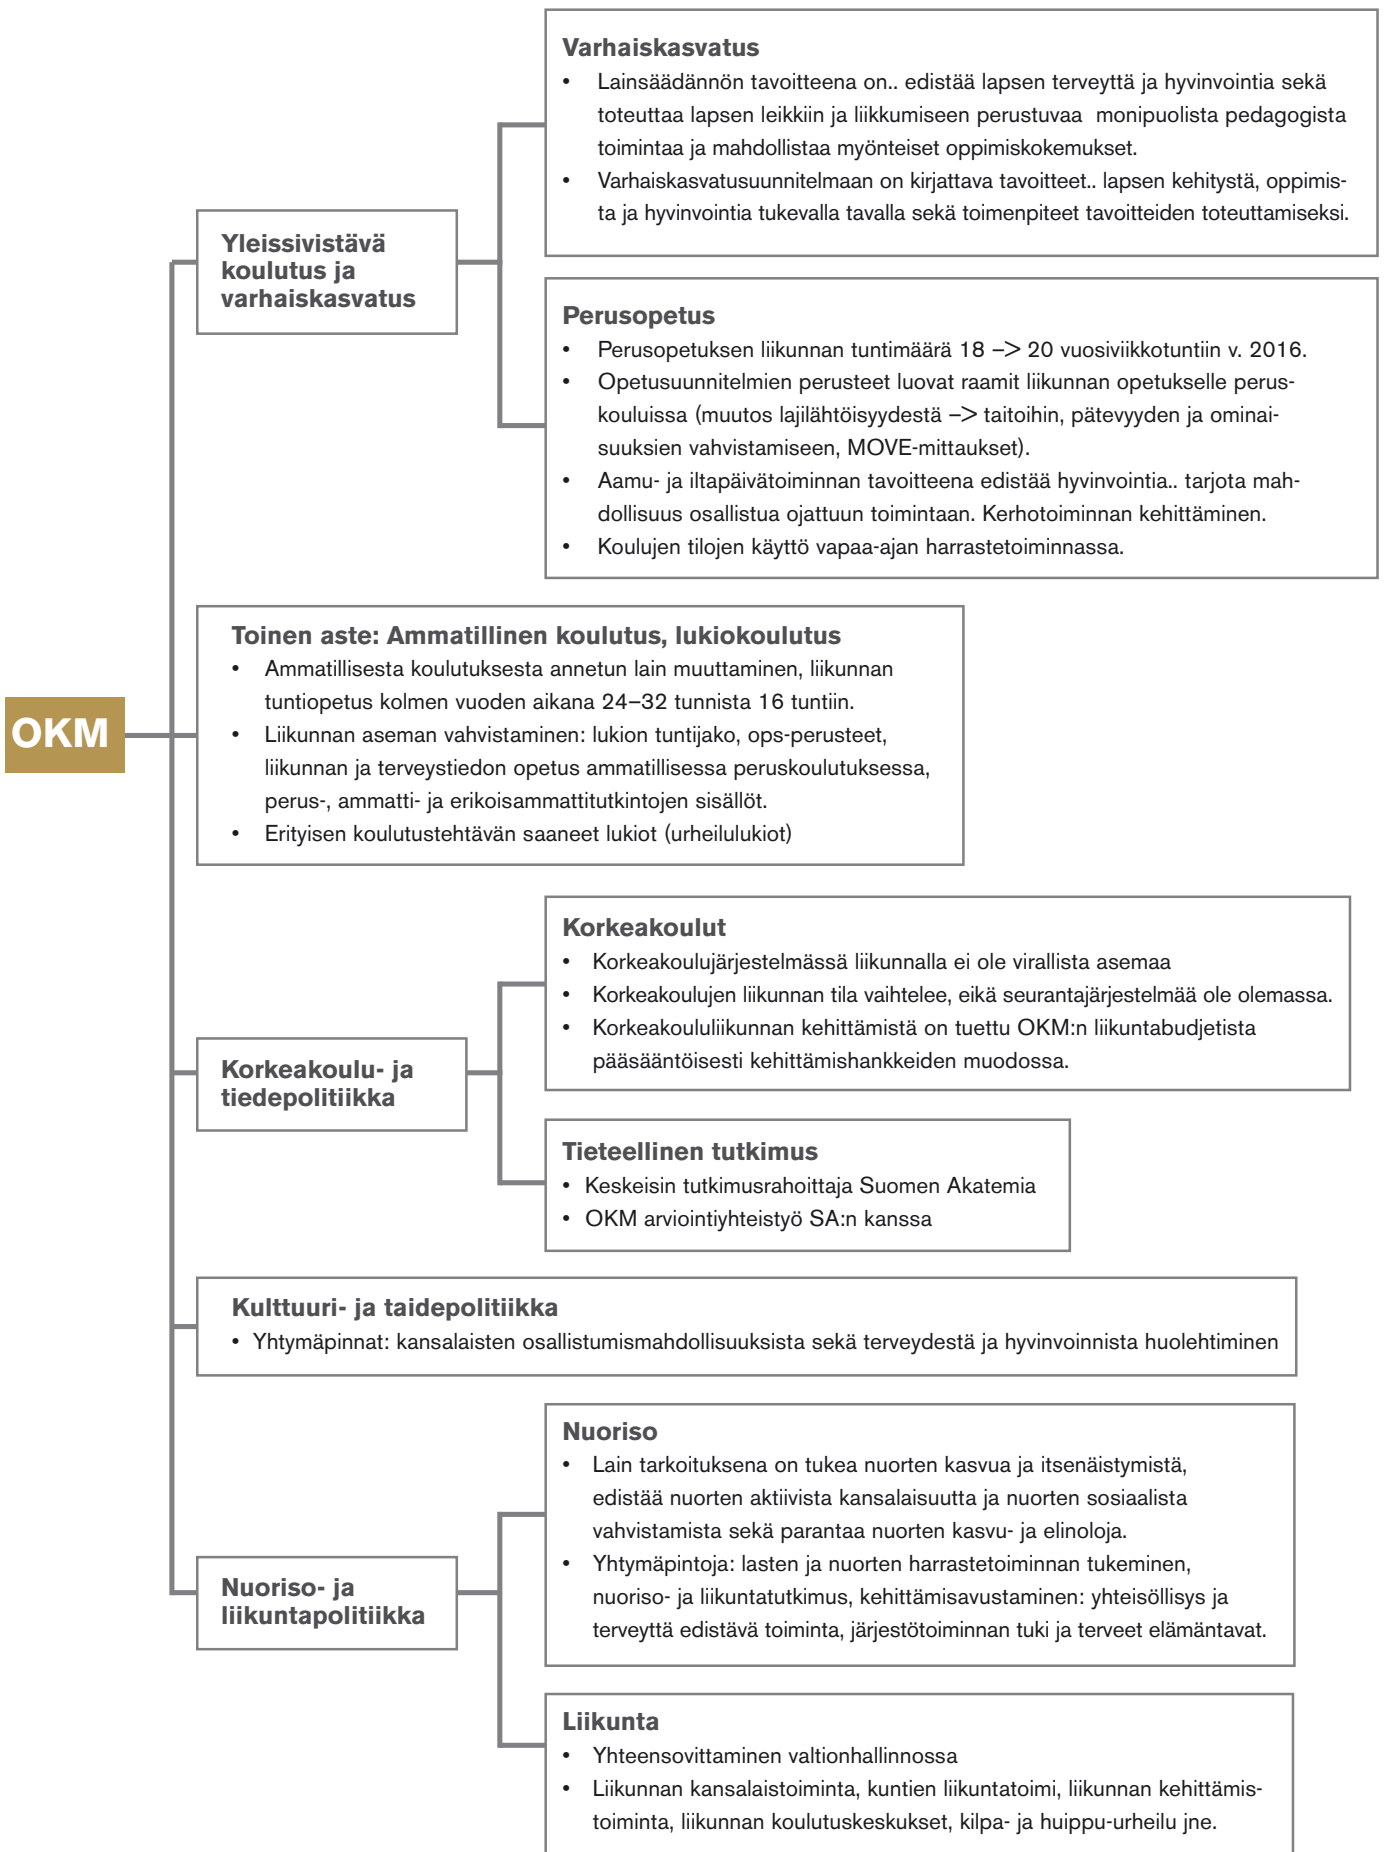 Varhaiskasvatus
• Lainsäädännön tavoitteena on.. edistää lapsen terveyttä ja hyvinvointia sekä
toteuttaa lapsen leikkiin ja liikkumiseen perustuvaa monipuolista pedagogista
toimintaa ja mahdollistaa myönteiset oppimiskokemukset.
• Varhaiskasvatusuunnitelmaan on kirjattava tavoitteet.. lapsen kehitystä, oppimis-
ta ja hyvinvointia tukevalla tavalla sekä toimenpiteet tavoitteiden toteuttamiseksi.
Yleissivistävä
koulutus ja
varhaiskasvatus
Perusopetus
• Perusopetuksen liikunnan tuntimäärä 18 –> 20 vuosiviikkotuntiin v. 2016.
• Opetusuunnitelmien perusteet luovat raamit liikunnan opetukselle perus-
kouluissa (muutos lajilähtöisyydestä –> taitoihin, pätevyyden ja ominai-
suuksien vahvistamiseen, MOVE-mittaukset).
• Aamu- ja iltapäivätoiminnan tavoitteena edistää hyvinvointia.. tarjota mah-
dollisuus osallistua ojattuun toimintaan. Kerhotoiminnan kehittäminen.
• Koulujen tilojen käyttö vapaa-ajan harrastetoiminnassa.
Toinen aste: Ammatillinen koulutus, lukiokoulutus
• Ammatillisesta koulutuksesta annetun lain muuttaminen, liikunnan
tuntiopetus kolmen vuoden aikana 24–32 tunnista 16 tuntiin.
• Liikunnan aseman vahvistaminen: lukion tuntijako, ops-perusteet,
liikunnan ja terveystiedon opetus ammatillisessa peruskoulutuksessa,
perus-, ammatti- ja erikoisammattitutkintojen sisällöt.
• Erityisen koulutustehtävän saaneet lukiot (urheilulukiot)
OKM
Korkeakoulut
• Korkeakoulujärjestelmässä liikunnalla ei ole virallista asemaa
• Korkeakoulujen liikunnan tila vaihtelee, eikä seurantajärjestelmää ole olemassa.
• Korkeakoululiikunnan kehittämistä on tuettu OKM:n liikuntabudjetista
pääsääntöisesti kehittämishankkeiden muodossa.
Korkeakoulu- ja
tiedepolitiikka
Tieteellinen tutkimus
• Keskeisin tutkimusrahoittaja Suomen Akatemia
• OKM arviointiyhteistyö SA:n kanssa
Kulttuuri- ja taidepolitiikka
• Yhtymäpinnat: kansalaisten osallistumismahdollisuuksista sekä terveydestä ja hyvinvoinnista huolehtiminen
Nuoriso
• Lain tarkoituksena on tukea nuorten kasvua ja itsenäistymistä,
edistää nuorten aktiivista kansalaisuutta ja nuorten sosiaalista
vahvistamista sekä parantaa nuorten kasvu- ja elinoloja.
• Yhtymäpintoja: lasten ja nuorten harrastetoiminnan tukeminen,
nuoriso- ja liikuntatutkimus, kehittämisavustaminen: yhteisöllisys ja
terveyttä edistävä toiminta, järjestötoiminnan tuki ja terveet elämäntavat.
Nuoriso- ja
liikuntapolitiikka
Liikunta
• Yhteensovittaminen valtionhallinnossa
• Liikunnan kansalaistoiminta, kuntien liikuntatoimi, liikunnan kehittämis-
toiminta, liikunnan koulutuskeskukset, kilpa- ja huippu-urheilu jne.